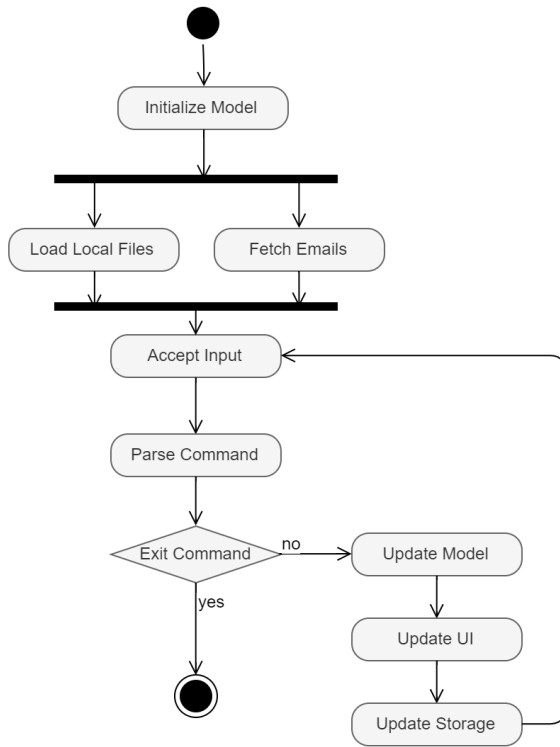 Initialize Model
Load Local Files
Fetch Emails
Accept Input
Parse Command
Exit Command
no
Update Model
yes
Update UI
Update Storage